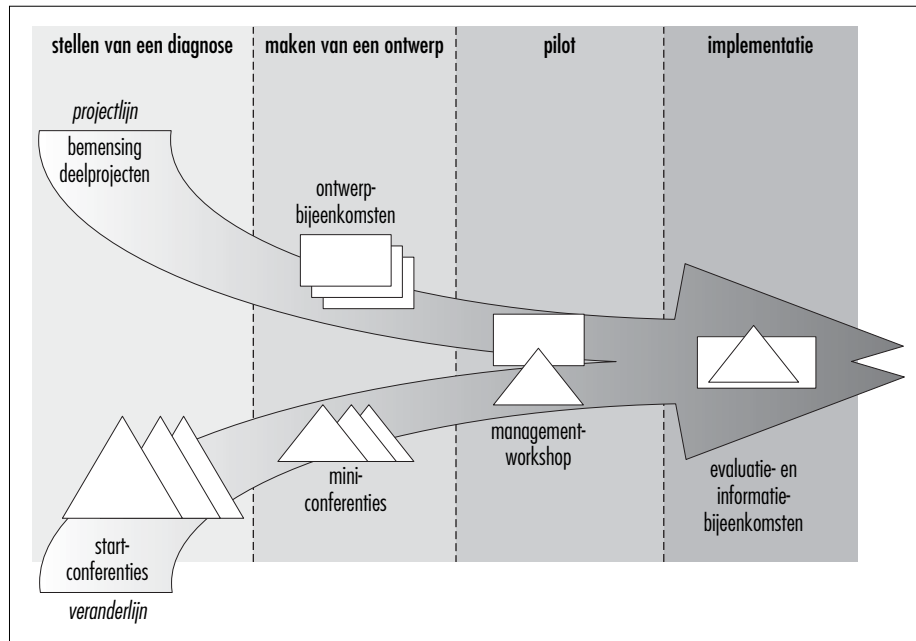 stellen van een diagnose
maken van een ontwerp
pilot
implementatie
projectlijn
bemensing
deelprojecten
ontwerp-
bijeenkomsten
management-
workshop
mini-
conferenties
evaluatie- en
informatie-
bijeenkomsten
start-
conferenties
veranderlijn